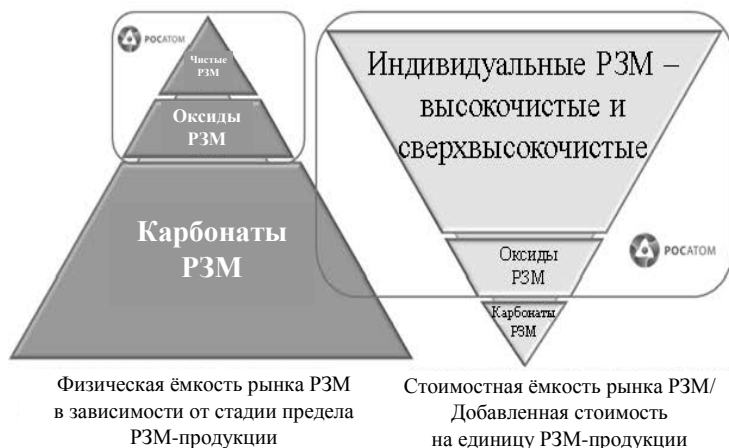 РОСАТОМ
Чистые
РЗМ
Оксиды
РЗМ
Карбонаты
РЗМ
Физическая ёмкость рынка РЗМ
в зависимости от стадии предела
РЗМ-продукции
Индивидуальные РЗМ –
высокочистые и
сверхвысокочистые
Оксиды
РЗМ
РОСАТОМ
Карбонаты
РЗМ
Стоимостная ёмкость рынка РЗМ/
Добавленная стоимость
на единицу РЗМ-продукции